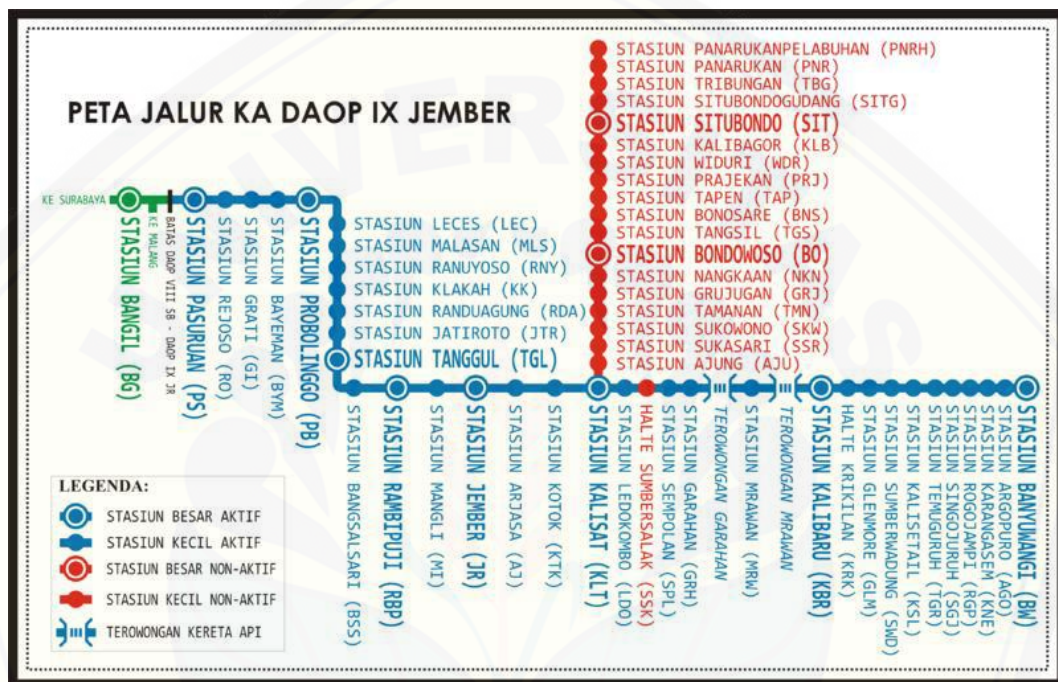 PETA JALUR KA DAOP IX JEMBER
STASIUN PANARUKANPELABUHAN (PNRH)
STASIUN PANARUKAN (PNR)
STASIUN TRIBUNGAN (TBG)
STASIUN SITUBONDOGUDANG (SITG)
STASIUN SITUBONDO (SIT)
STASIUN KALIBAGOR (KLB)
STASIUN WIDURI (WDR)
STASIUN PRAJEKAN (PRJ)
STASIUN TAPEN (TAP)
STASIUN BONOSARE (BNS)
STASIUN TANGSIL (TGS)
STASIUN BONDOWOSO (BO)
STASIUN NANGKAAN (NKN)
STASIUN GRUJUGAN (GRJ)
STASIUN TAMANAN (TMN)
STASIUN SUKOWONO (SKW)
STASIUN SUKASARI (SSR)
STASIUN AJUNG (AJU)
KE SURABAYA
STASIUN BANGIL (BG)
KE MALANG
BATAS DAOP VIII SB - DAOP IX JR
STASIUN PASURUAN (PS)
STASIUN REJOSO (RO)
STASIUN GRATI (GI)
STASIUN BAYEMAN (BYM)
STASIUN PROBOLINGGO (PB)
STASIUN LECES (LEC)
STASIUN MALASAN (MLS)
STASIUN RANUYOSO (RNY)
STASIUN KLAKAH (KK)
STASIUN RANDUAGUNG (RDA)
STASIUN JATIROTO (JTR)
STASIUN TANGGUL (TGL)
STASIUN BANGSALSARI (BSS)
STASIUN RAMBIPUJI (RBP)
STASIUN MANGLI (MI)
STASIUN JEMBER (JR)
STASIUN ARJASA (AJ)
STASIUN KOTOK (KTK)
STASIUN KALISAT (KLT)
STASIUN LEDOKOMBO (LDO)
HALTE SUMBERSALAK (SSK)
STASIUN SEMPOLAN (SPL)
STASIUN GARAHAN (GRH)
TEROWONGAN GARAHAN
STASIUN MRAWAN (MRW)
TEROWONGAN MRAWAN
STASIUN KALIBARU (KBR)
HALTE KRIKILAN (KRK)
STASIUN GLENMORE (GLM)
STASIUN SUMBERWADUNG (SWD)
STASIUN KALISETAIL (KSL)
STASIUN TEMUGURUH (TGR)
STASIUN SINGOJURUH (SGJ)
STASIUN ROGOJAMPI (RGP)
STASIUN KARANGASEM (KNE)
STASIUN ARGOPURO (AGO)
STASIUN BANYUWANGI (BW)
LEGENDA:
STASIUN BESAR AKTIF
STASIUN KECIL AKTIF
STASIUN BESAR NON-AKTIF
STASIUN KECIL NON-AKTIF
TEROWONGAN KERETA API